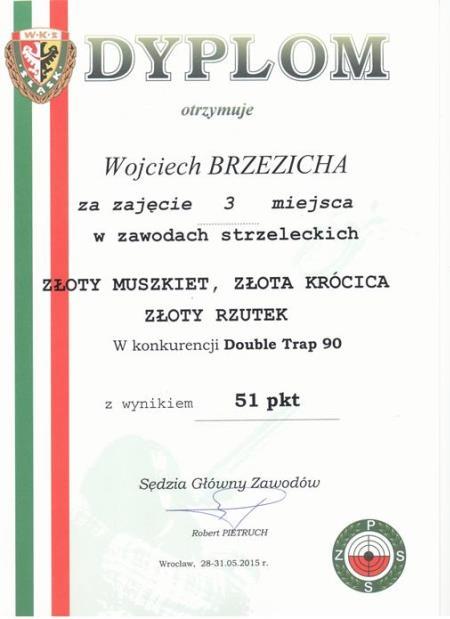 W·K·S
ŚLĄSK
DYPLOM
otrzymuje
Wojciech BRZEZICHA
za zajęcie 3 miejsca
w zawodach strzeleckich
ZŁOTY MUSZKIET, ZŁOTA KRÓCICA
ZŁOTY RZUTEK
W konkurencji Double Trap 90
z wynikiem 51 pkt
Sędzia Główny Zawodów
Robert PIETRUCH
Wrocław, 28-31.05.2015 r.
P
Z S
S